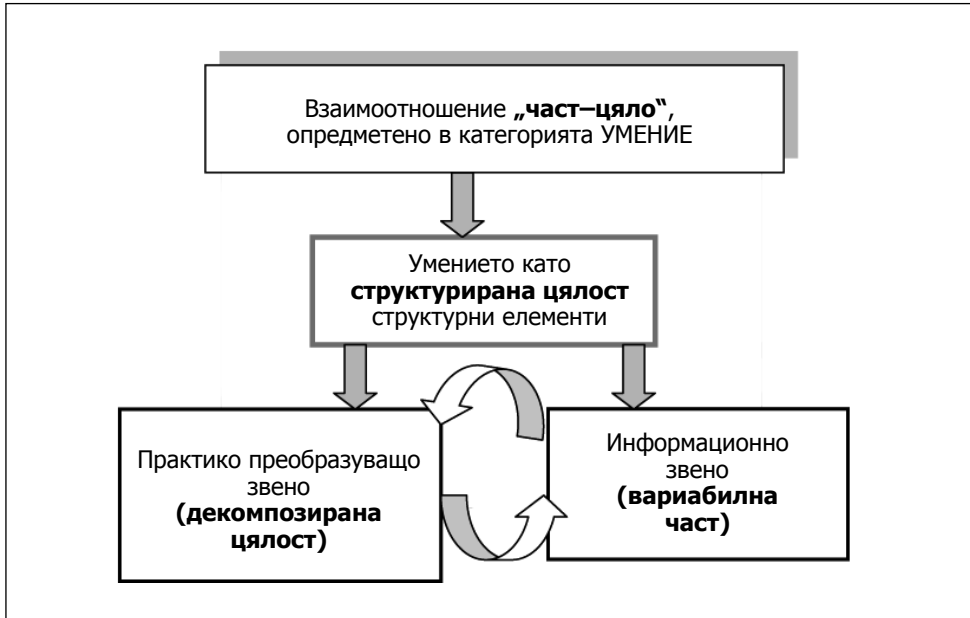 Взаимоотношение „част–цяло“,
опредметено в категорията УМЕНИЕ
Умението като
структурирана цялост
структурни елементи
Практико преобразуващо
звено
(декомпозирана
цялост)
Информационно
звено
(вариабилна
част)